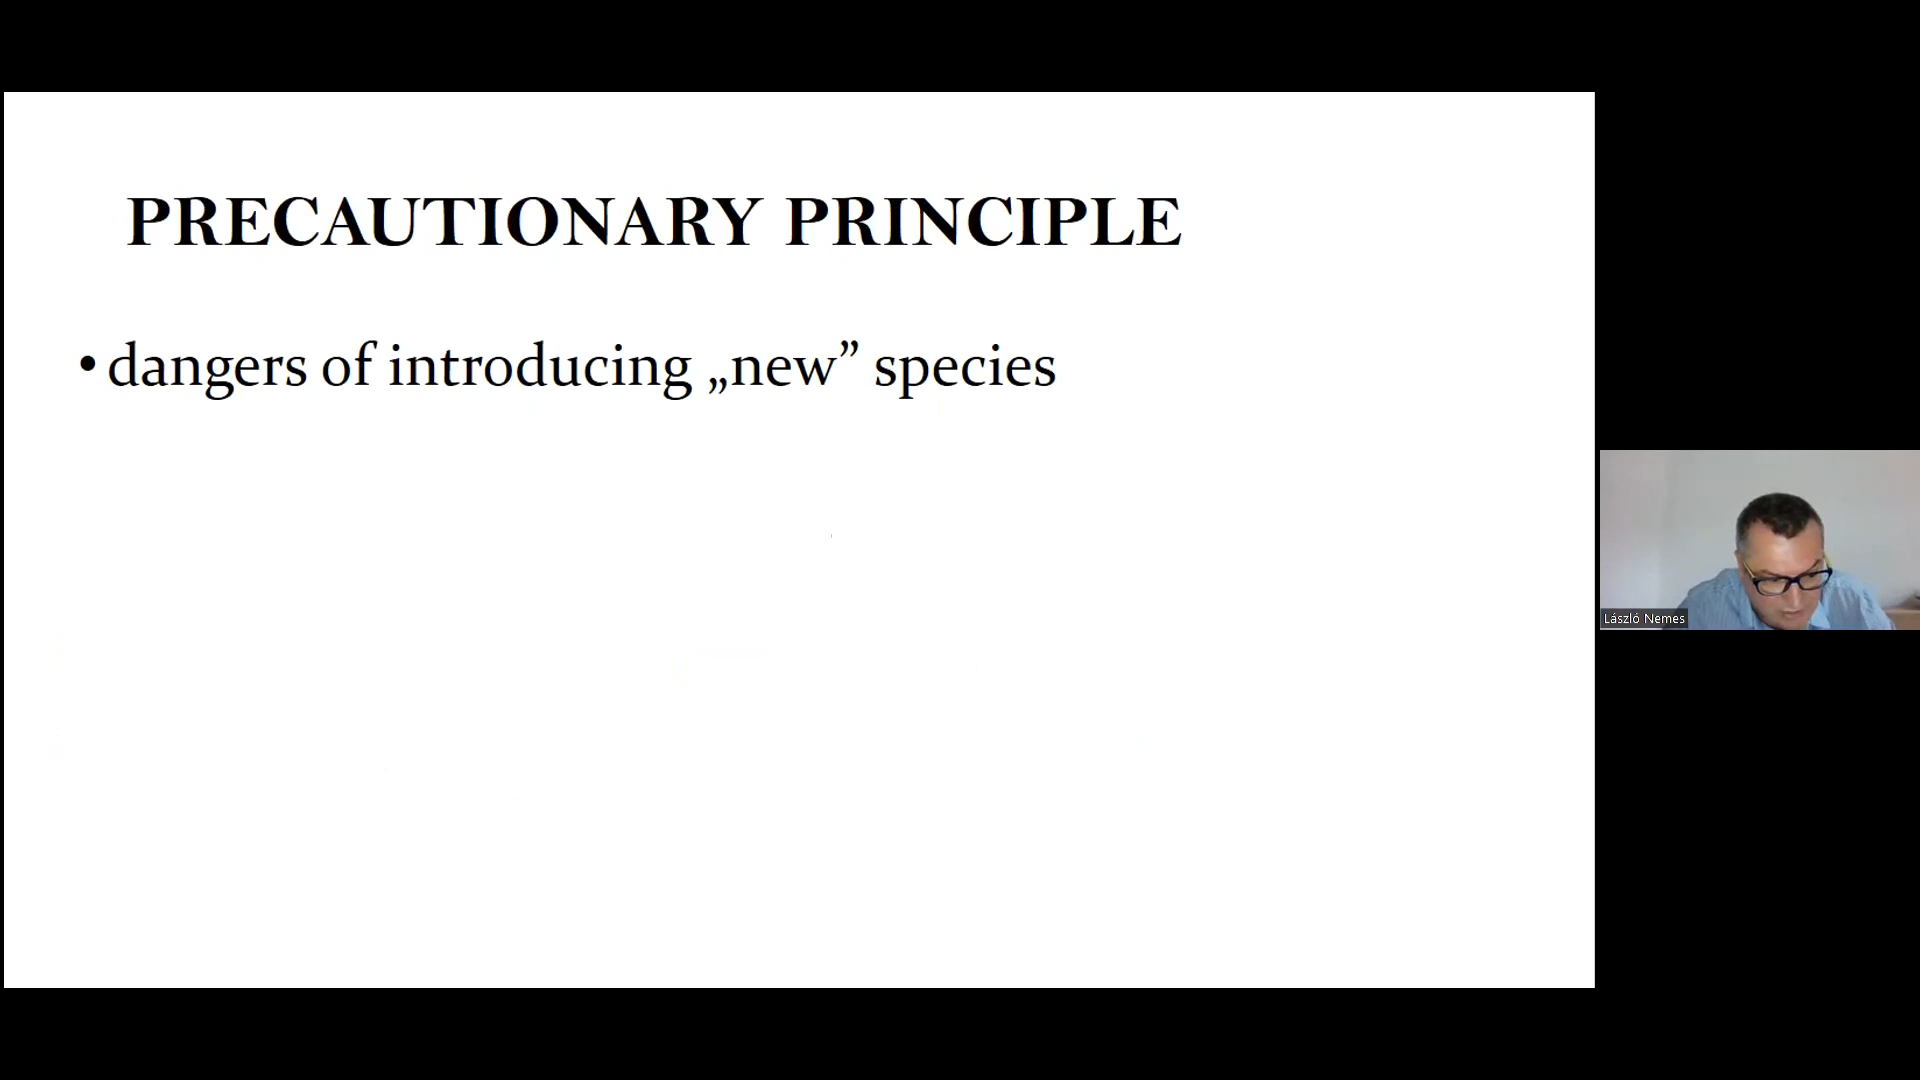 PRECAUTIONARY PRINCIPLE
• dangers of introducing „new” species
László Nemes